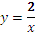 y = 2/x